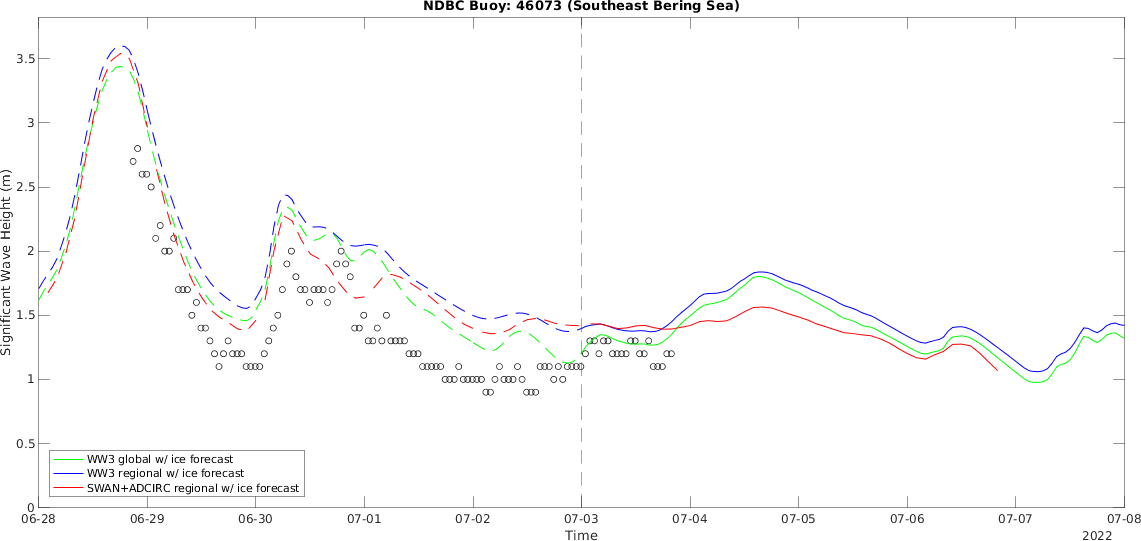 NDBC Buoy: 46073 (Southeast Bering Sea)
Significant Wave Height (m)
3.5
3
2.5
2
1.5
1
0.5
0
WW3 global w/ ice forecast
WW3 regional w/ ice forecast
SWAN+ADCIRC regional w/ ice forecast
06-28 06-29 06-30 07-01 07-02 07-03 07-04 07-05 07-06 07-07 07-08
Time
2022